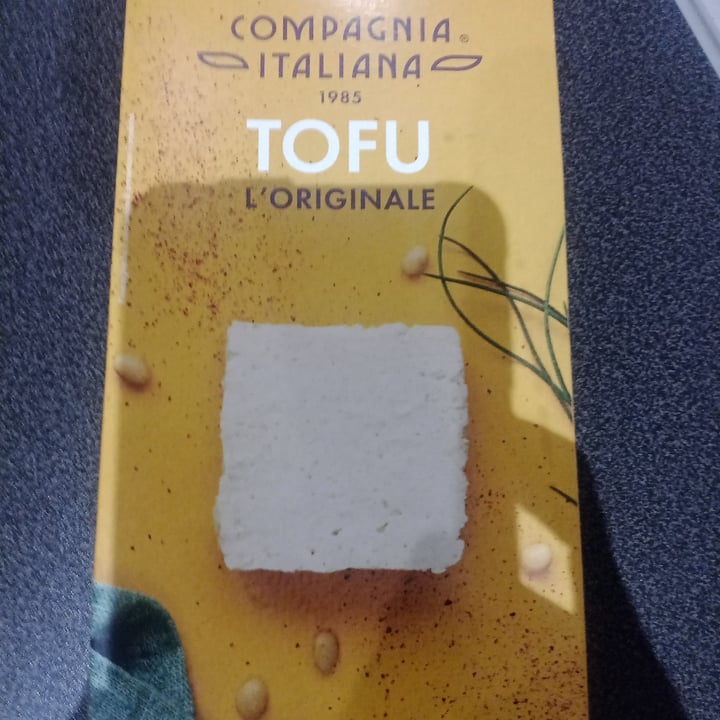 COMPAGNIA®
ITALIANA
1985
TOFU
L'ORIGINALE